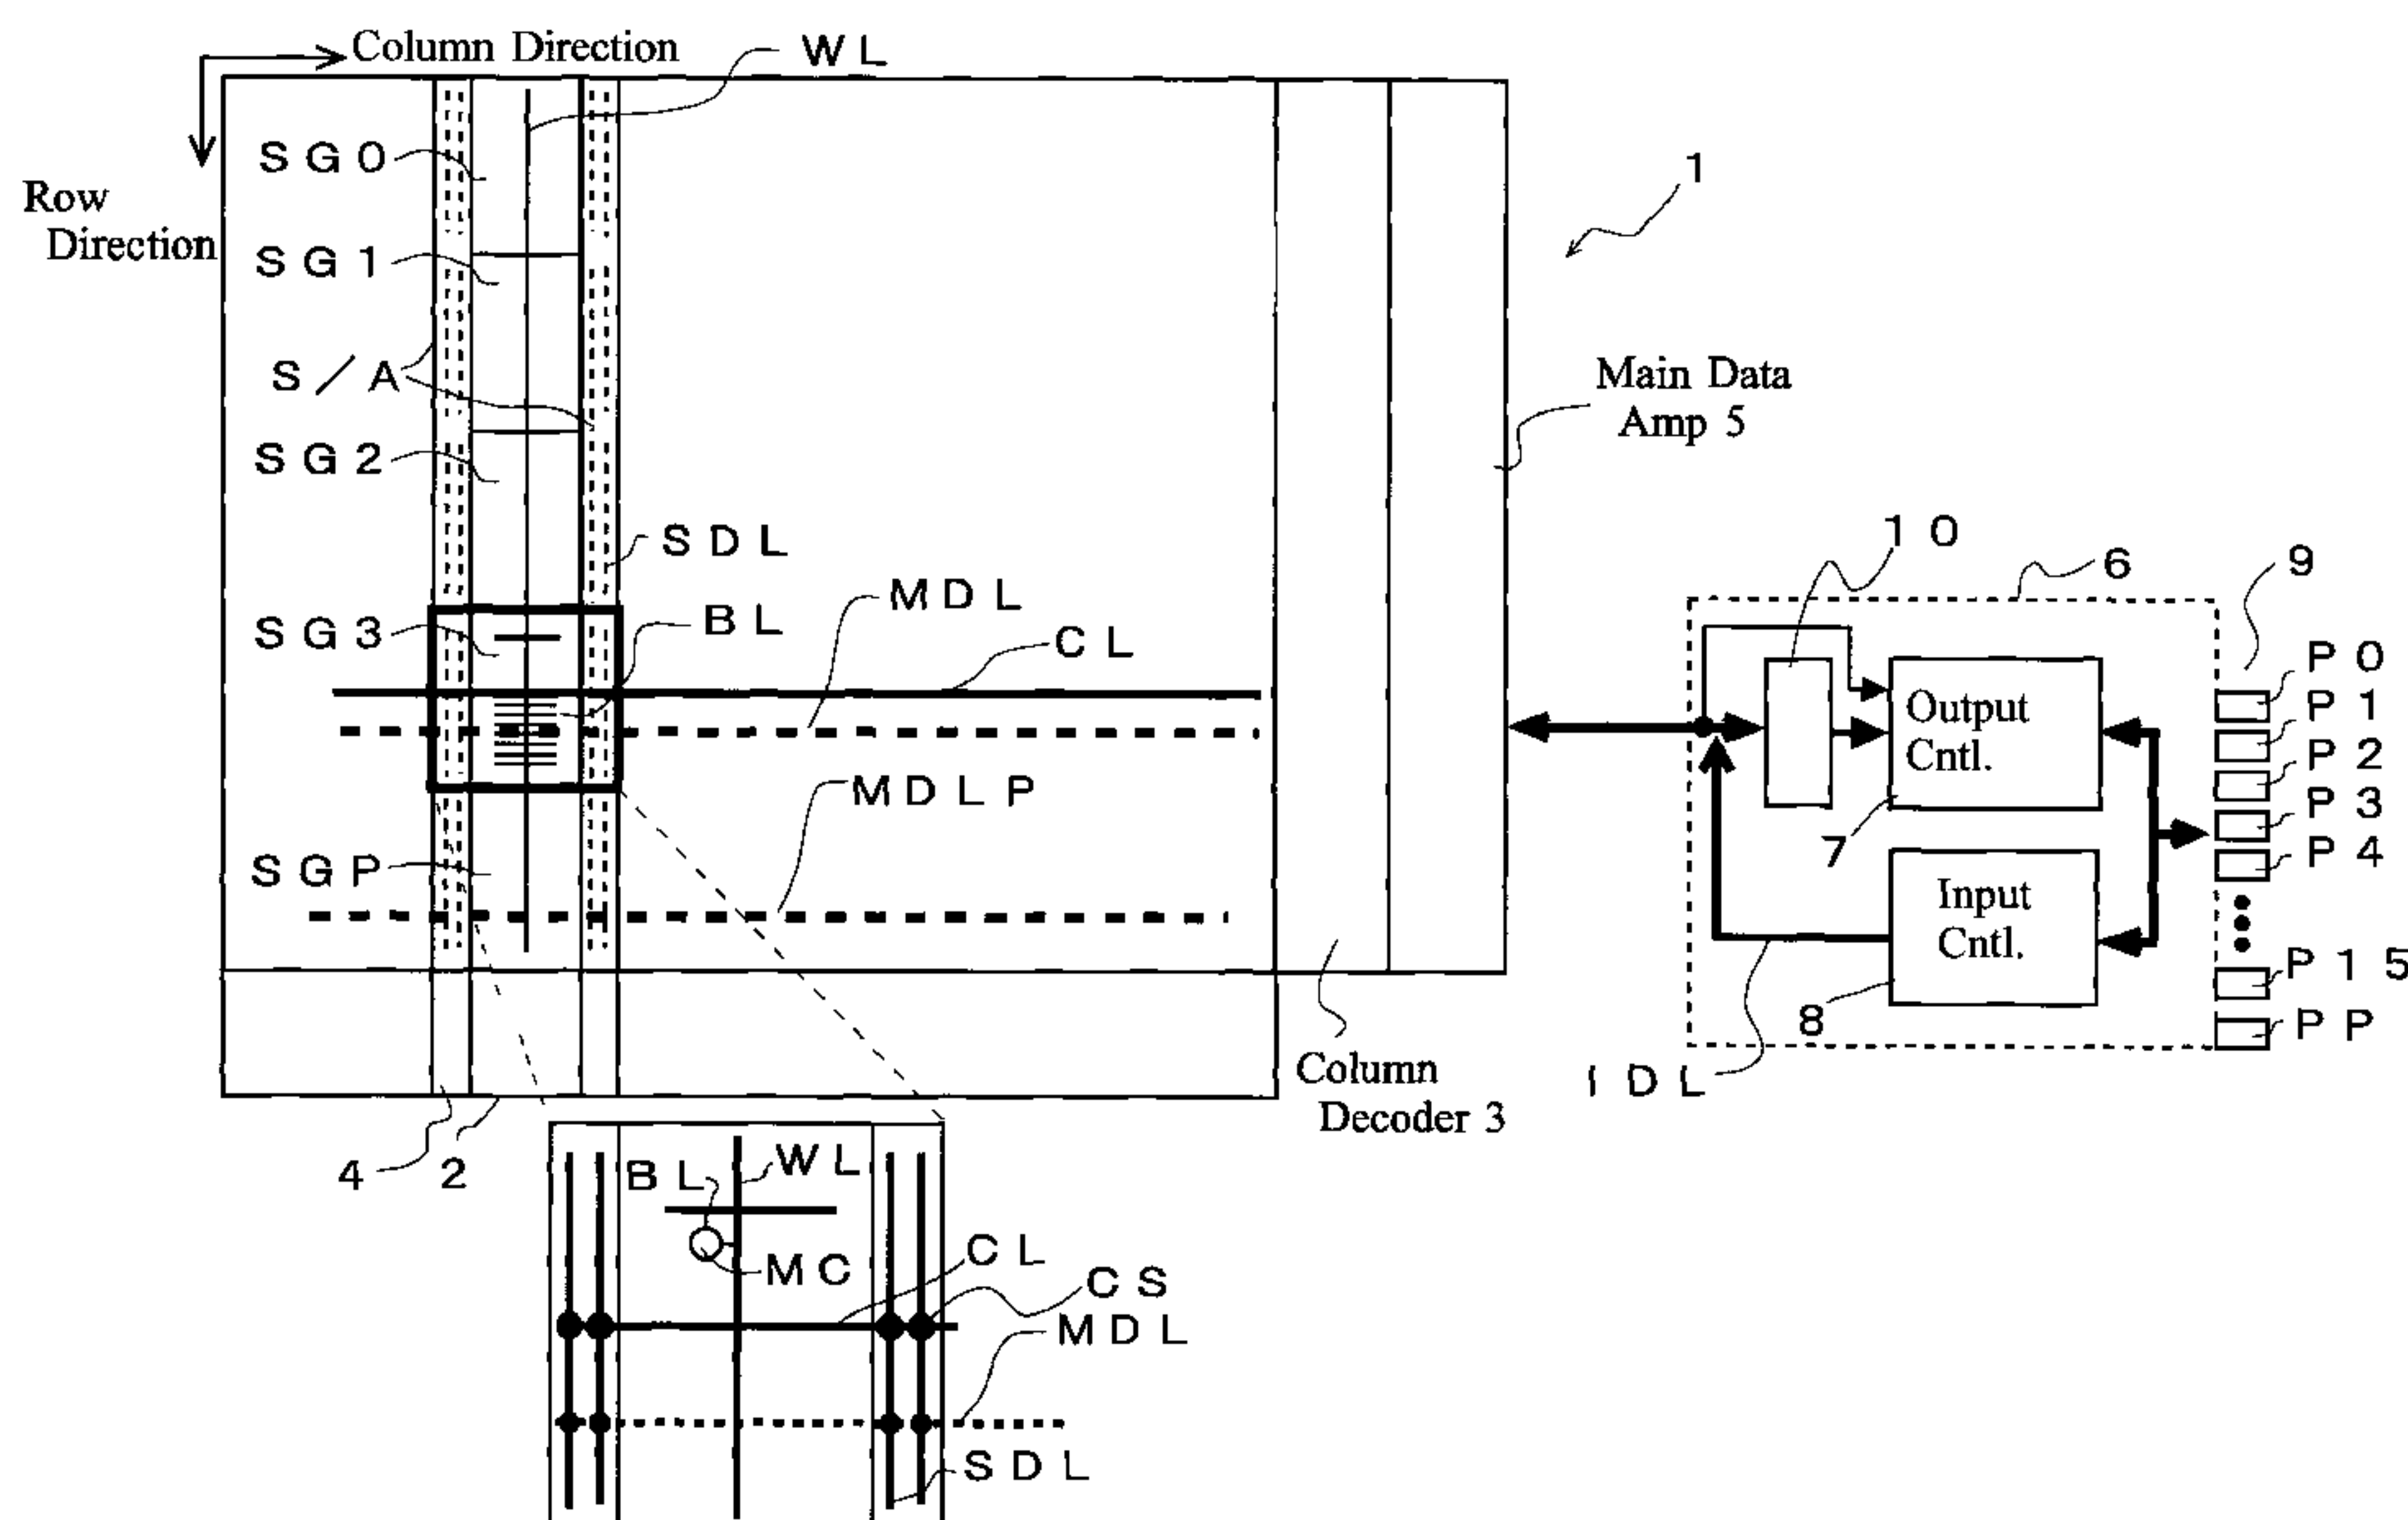 Column Direction
W L
Row
Direction
S G 0
S G 1
S / A
S G 2
S D L
M D L
B L
S G 3
C L
M D L P
S G P
1
Main Data
Amp 5
1 0
6
9
P 0
P 1
P 2
P 3
P 4
P 1 5
P P
Output
Cntl.
7
Input
Cntl.
8
I D L
Column
Decoder 3
4
2
B L
W L
M C
C L
C S
M D L
S D L